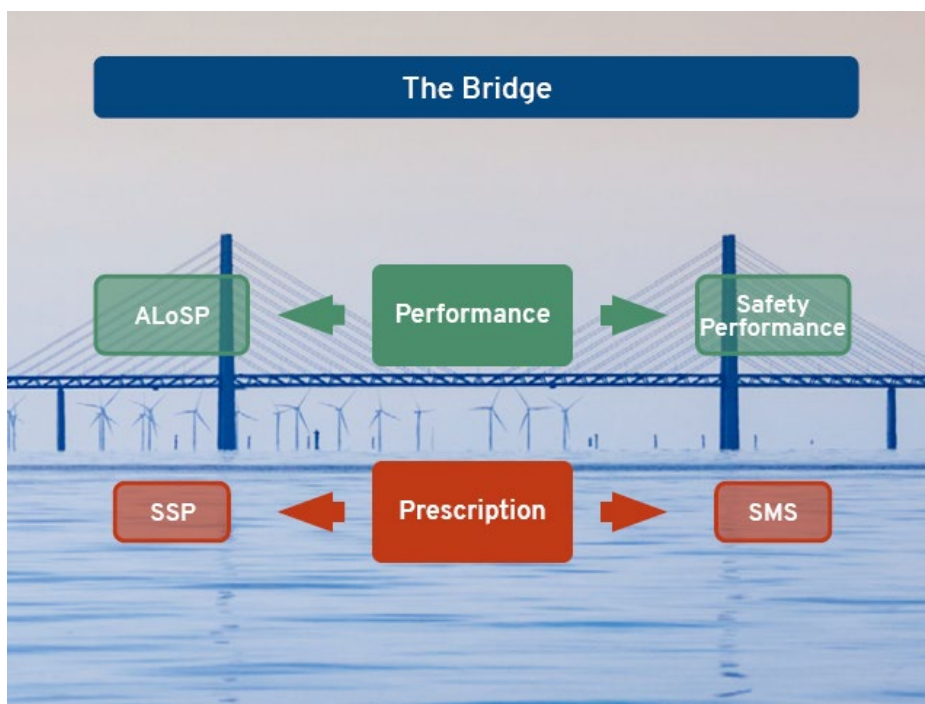 The Bridge
ALoSP
Performance
Safety
Performance
SSP
Prescription
SMS